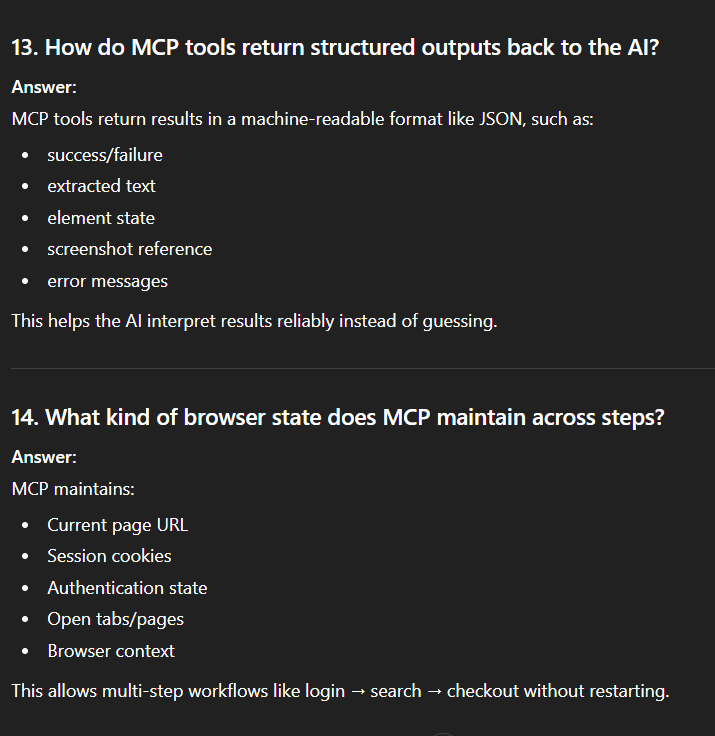 13. How do MCP tools return structured outputs back to the AI?
Answer:
MCP tools return results in a machine-readable format like JSON, such as:
• success/failure
• extracted text
• element state
• screenshot reference
• error messages
This helps the AI interpret results reliably instead of guessing.
14. What kind of browser state does MCP maintain across steps?
Answer:
MCP maintains:
• Current page URL
• Session cookies
• Authentication state
• Open tabs/pages
• Browser context
This allows multi-step workflows like login → search → checkout without restarting.